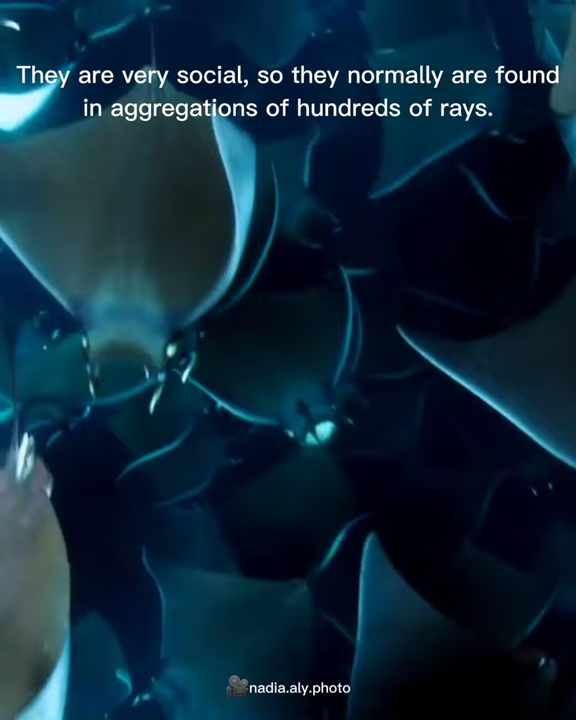 They are very social, so they normally are found
in aggregations of hundreds of rays.
🎥nadia.aly.photo